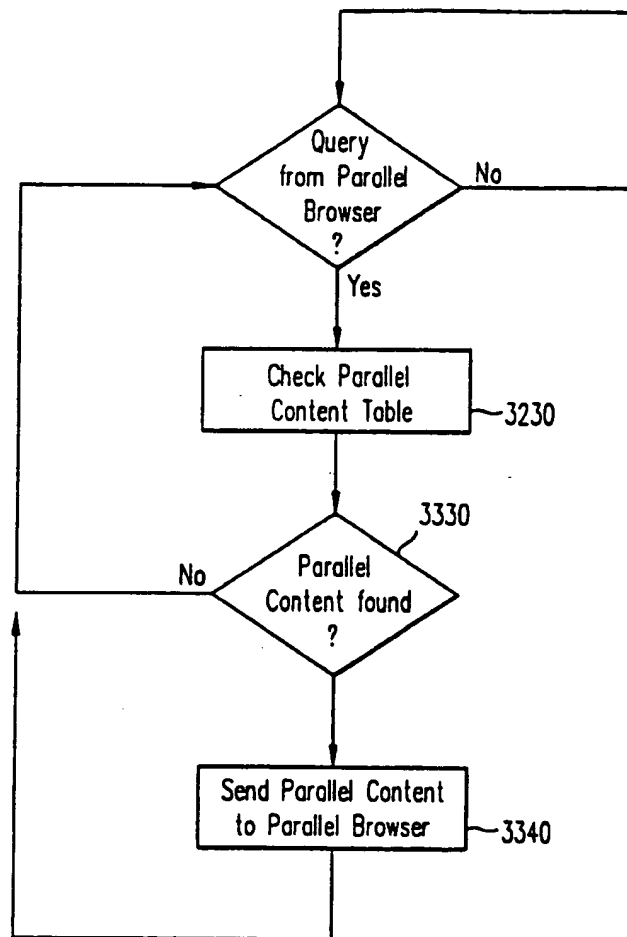 Query
from Parallel
Browser
?
No
Yes
Check Parallel
Content Table
3230
3330
No
Parallel
Content found
?
Send Parallel Content
to Parallel Browser
3340